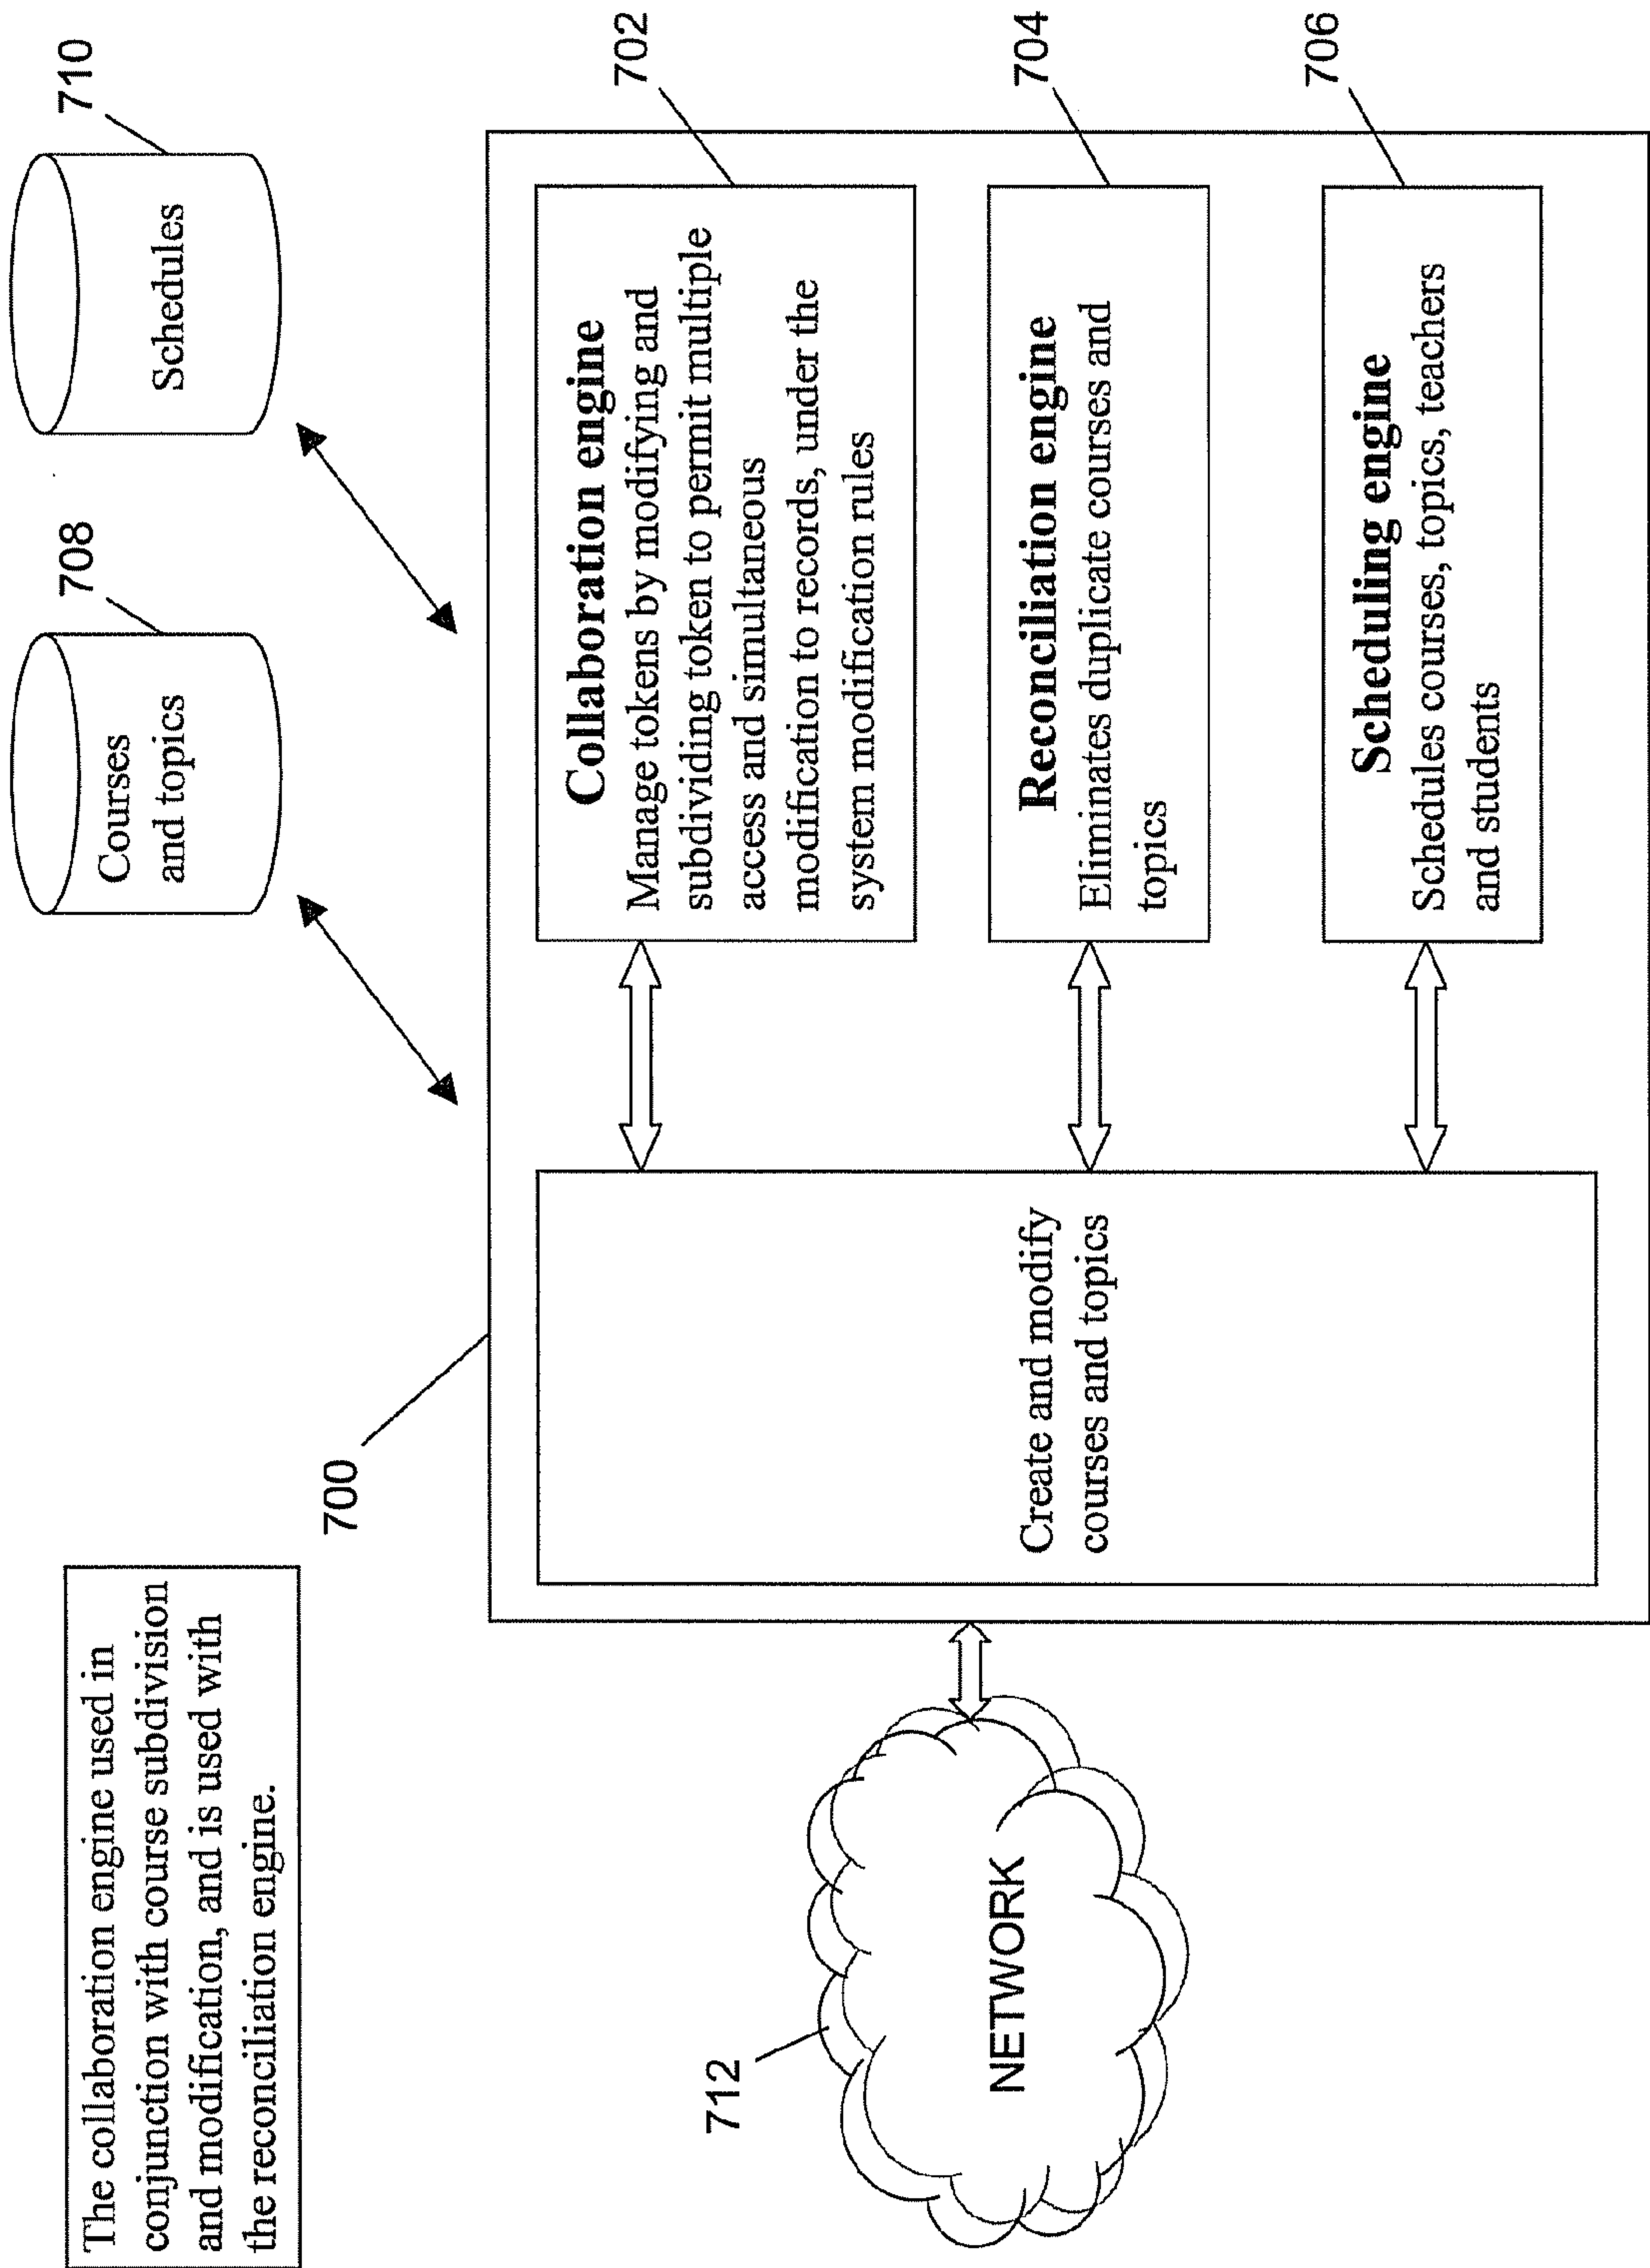 The collaboration engine used in
conjunction with course subdivision
and modification, and is used with
the reconciliation engine.
700
708
Courses
and topics
710
Schedules
712
NETWORK
Create and modify
courses and topics
Collaboration engine
Manage tokens by modifying and
subdividing token to permit multiple
access and simultaneous
modification to records, under the
system modification rules
702
Reconciliation engine
Eliminates duplicate courses and
topics
704
Scheduling engine
Schedules courses, topics, teachers
and students
706